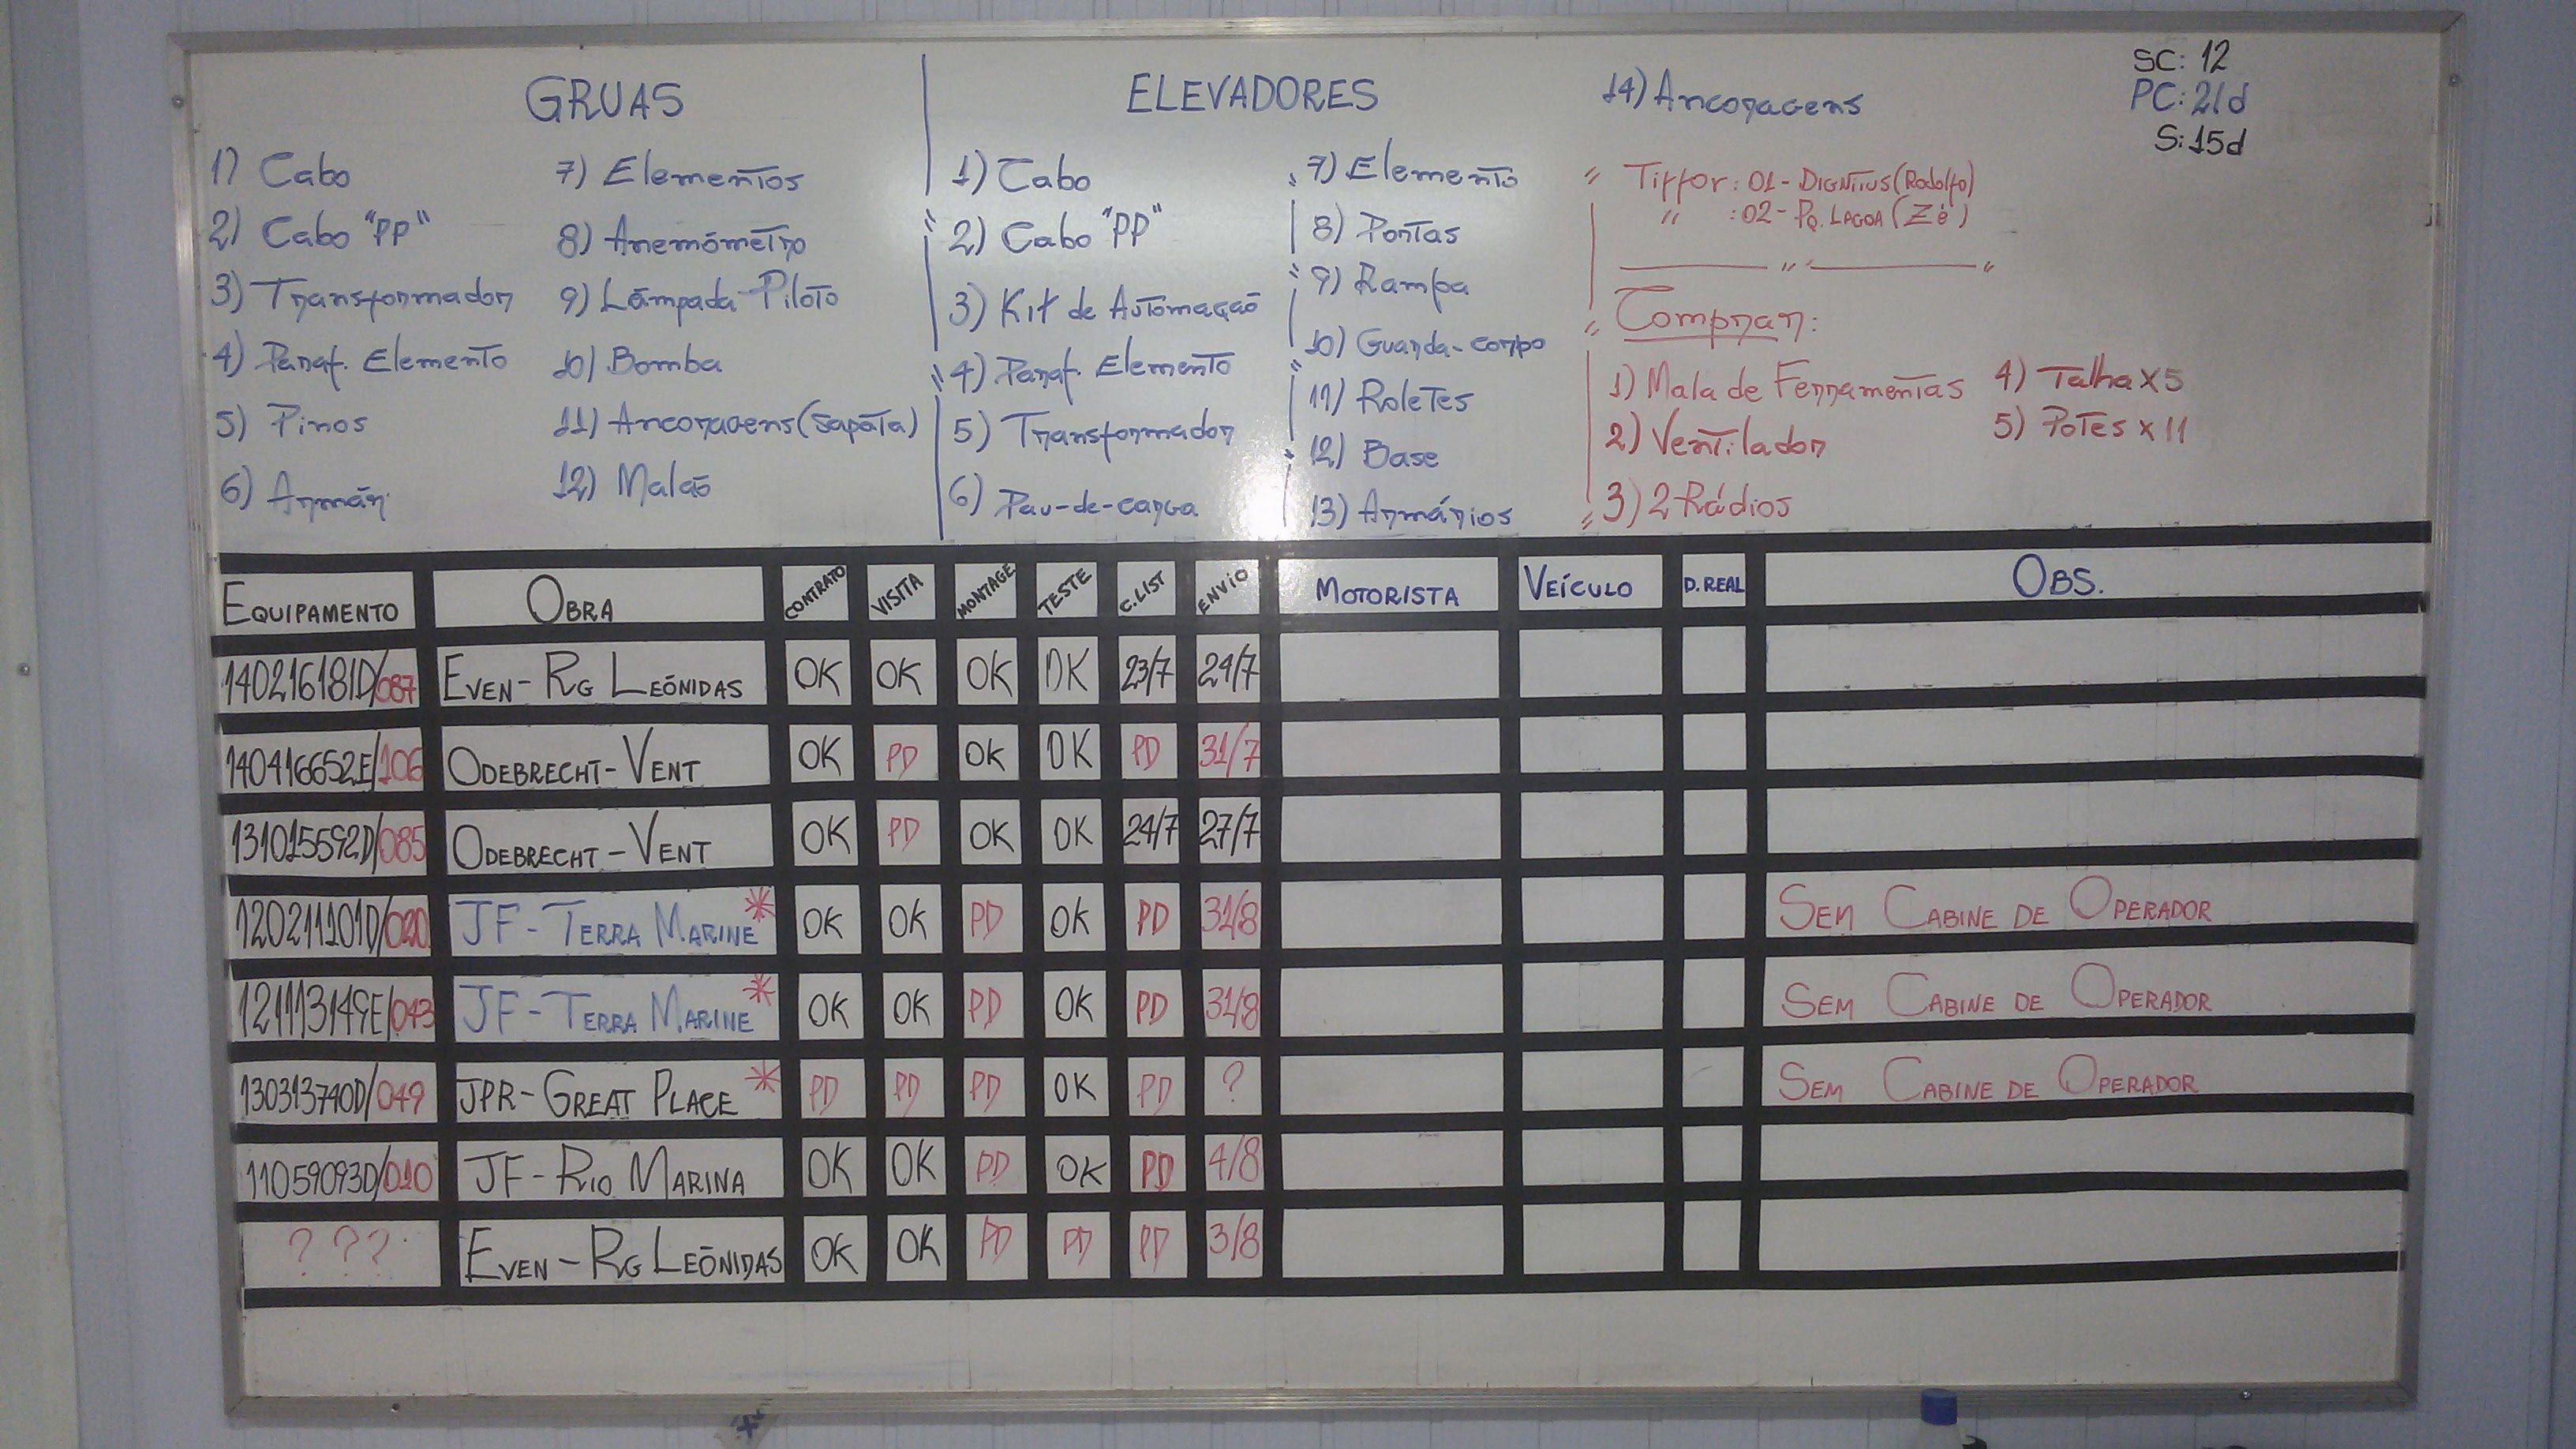 GRUAS
1) Cabo
2) Cabo "PP"
3) Transformador
4) Paraf. Elemento
5) Pinos
6) Armár.
7) Elementos
8) Anemómetro
9) Lâmpada Piloto
10) Bomba
11) Ancoragens (Sapata)
12) Malaõ
ELEVADORES
1) Cabo
2) Cabo "PP"
3) Kit de Automaçaõ
4) Paraf. Elemento
5) Transformador
6) Pau-de-carga
7) Elemento
8) Portas
9) Rampa
10) Guarda-corpo
11) Roletes
12) Base
13) Armários
14) Ancoragens
SC: 12
PC: 21d
S: 15d
Tiffor: 01 - DIGNITUS (Rodolfo)
" : 02 - PQ. LAGOA (Zé)
Comprar:
1) Mala de Ferramentas
2) Ventilador
3) 2 Rádios
4) Talha x 5
5) Potes x 11
EQUIPAMENTO OBRA CONTRATO VISITA MONTAGE TESTE C.LIST ENVIO MOTORISTA VEÍCULO D. REAL OBS.
140216181D/087 EVEN - RG LEÔNIDAS OK OK OK OK 23/7 24/7
140416652E/106 ODEBRECHT - VENT OK PD OK OK PD 31/7
131015592D/085 ODEBRECHT - VENT OK PD OK OK 24/7 27/7
120211101D/020 JF - TERRA MARINE * OK OK PD OK PD 31/8 SEM CABINE DE OPERADOR
121113149E/043 JF - TERRA MARINE * OK OK PD OK PD 31/8 SEM CABINE DE OPERADOR
130313740D/049 JPR - GREAT PLACE * PD PD PD OK PD ? SEM CABINE DE OPERADOR
11059093D/010 JF - RIO MARINA OK OK PD OK PD 4/8
? ? ? EVEN - RG LEÔNIDAS OK OK PD PD PD 3/8